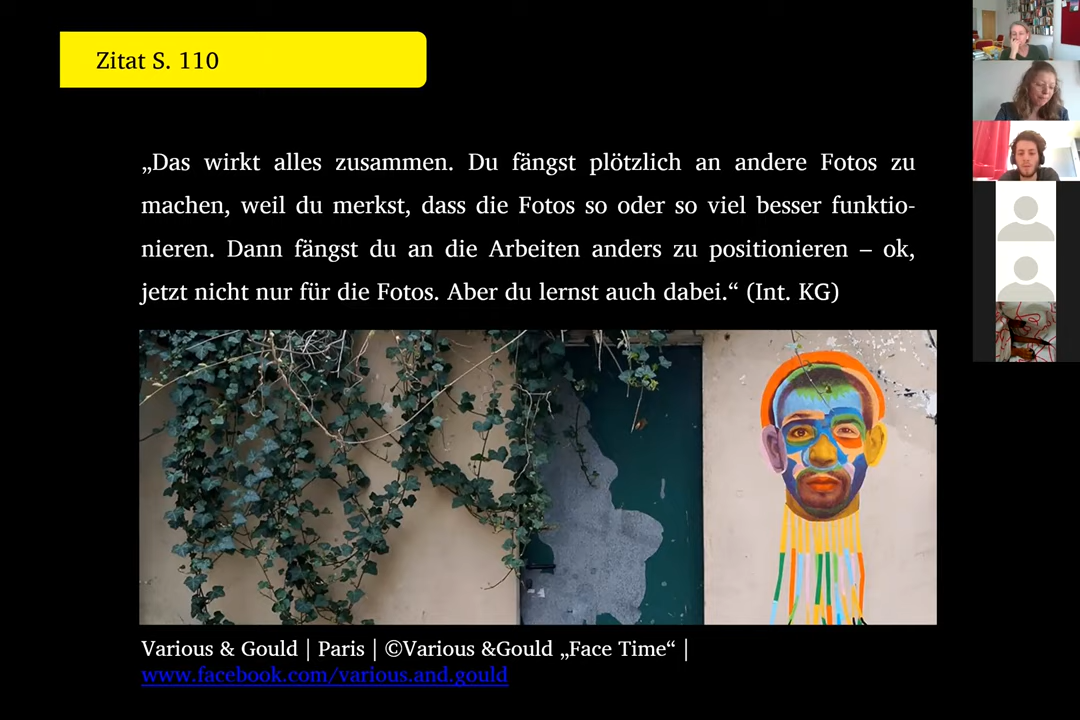 Zitat S. 110
„Das wirkt alles zusammen. Du fängst plötzlich an andere Fotos zu
machen, weil du merkst, dass die Fotos so oder so viel besser funktio-
nieren. Dann fängst du an die Arbeiten anders zu positionieren – ok,
jetzt nicht nur für die Fotos. Aber du lernst auch dabei.“ (Int. KG)
Various & Gould | Paris | ©Various &Gould „Face Time“ |
www.facebook.com/various.and.gould